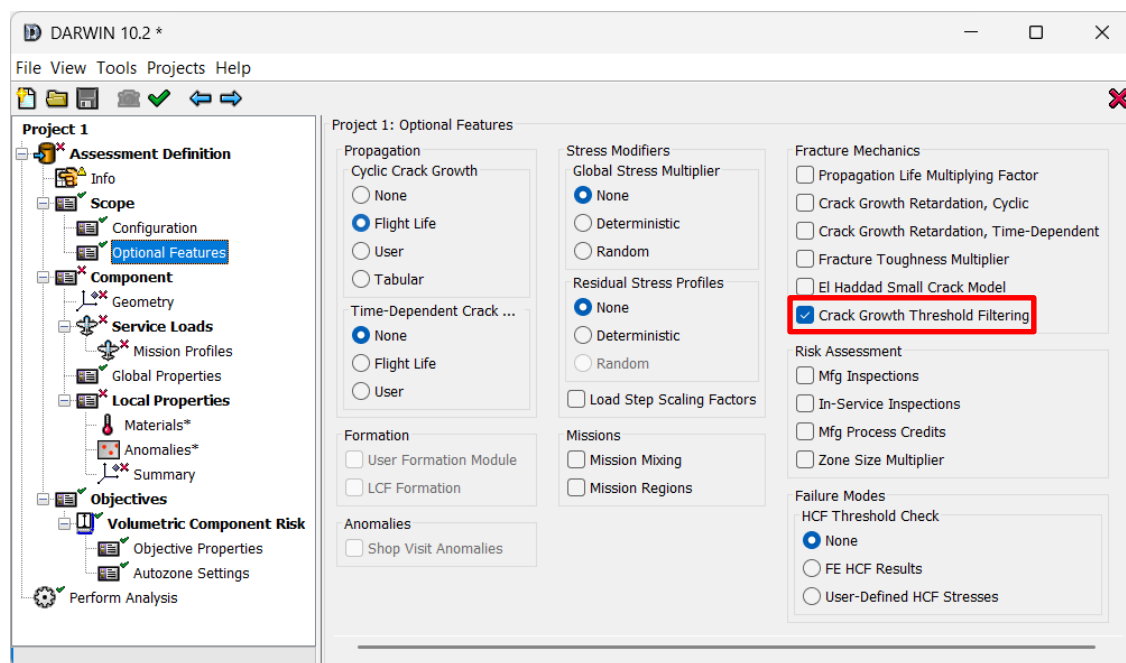 DARWIN 10.2 *
File View Tools Projects Help
Project 1
Assessment Definition
Info
Scope
Configuration
Optional Features
Component
Geometry
Service Loads
Mission Profiles
Global Properties
Local Properties
Materials*
Anomalies*
Summary
Objectives
Volumetric Component Risk
Objective Properties
Autozone Settings
Perform Analysis
Project 1: Optional Features
Propagation
Cyclic Crack Growth
None
Flight Life
User
Tabular
Time-Dependent Crack ...
None
Flight Life
User
Formation
User Formation Module
LCF Formation
Anomalies
Shop Visit Anomalies
Stress Modifiers
Global Stress Multiplier
None
Deterministic
Random
Residual Stress Profiles
None
Deterministic
Random
Load Step Scaling Factors
Missions
Mission Mixing
Mission Regions
Fracture Mechanics
Propagation Life Multiplying Factor
Crack Growth Retardation, Cyclic
Crack Growth Retardation, Time-Dependent
Fracture Toughness Multiplier
El Haddad Small Crack Model
Crack Growth Threshold Filtering
Risk Assessment
Mfg Inspections
In-Service Inspections
Mfg Process Credits
Zone Size Multiplier
Failure Modes
HCF Threshold Check
None
FE HCF Results
User-Defined HCF Stresses